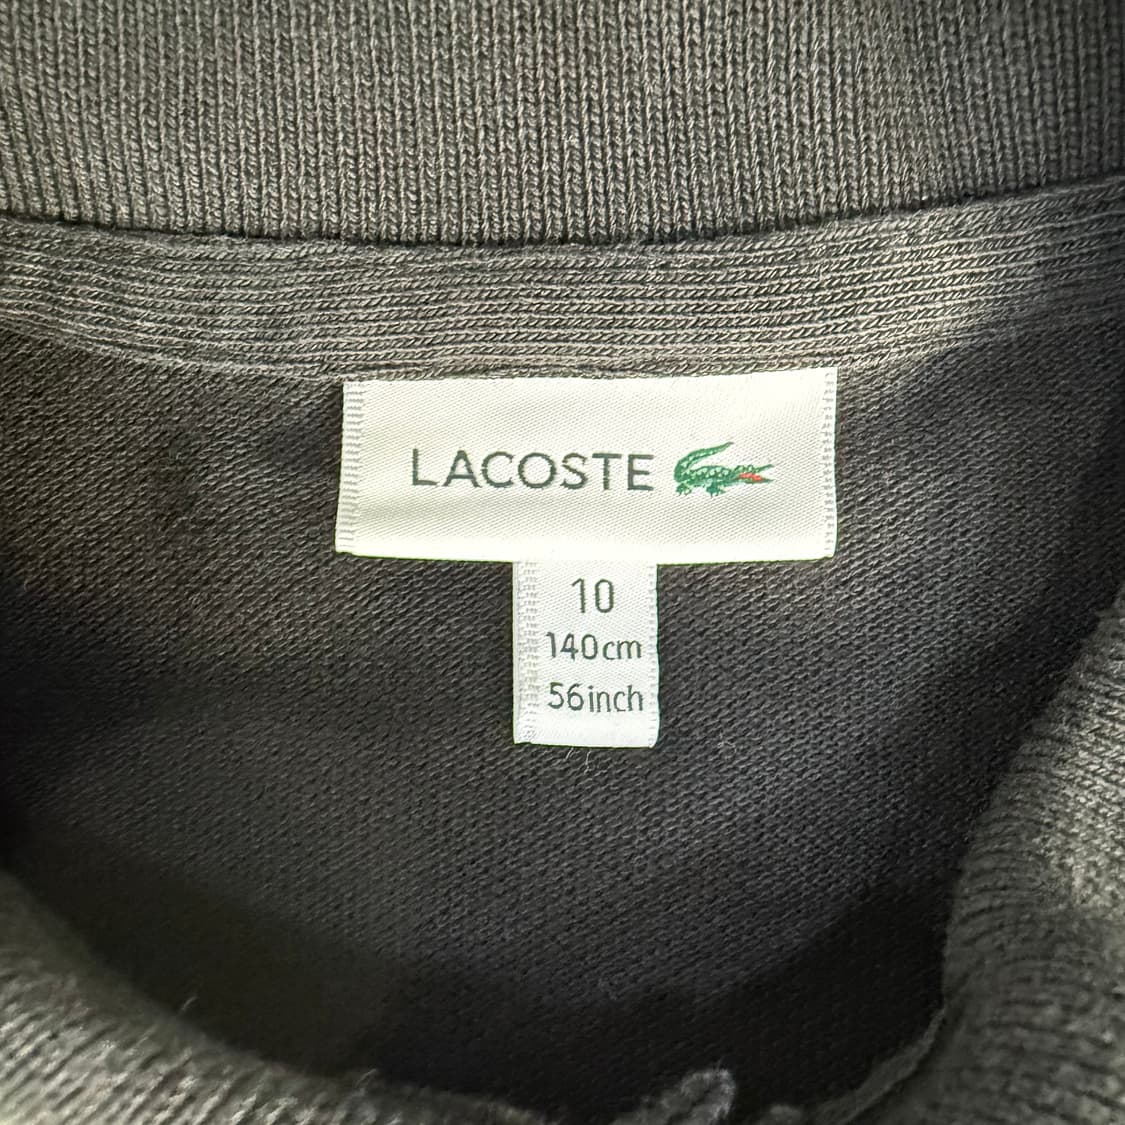 LACOSTE
10
140cm
56inch